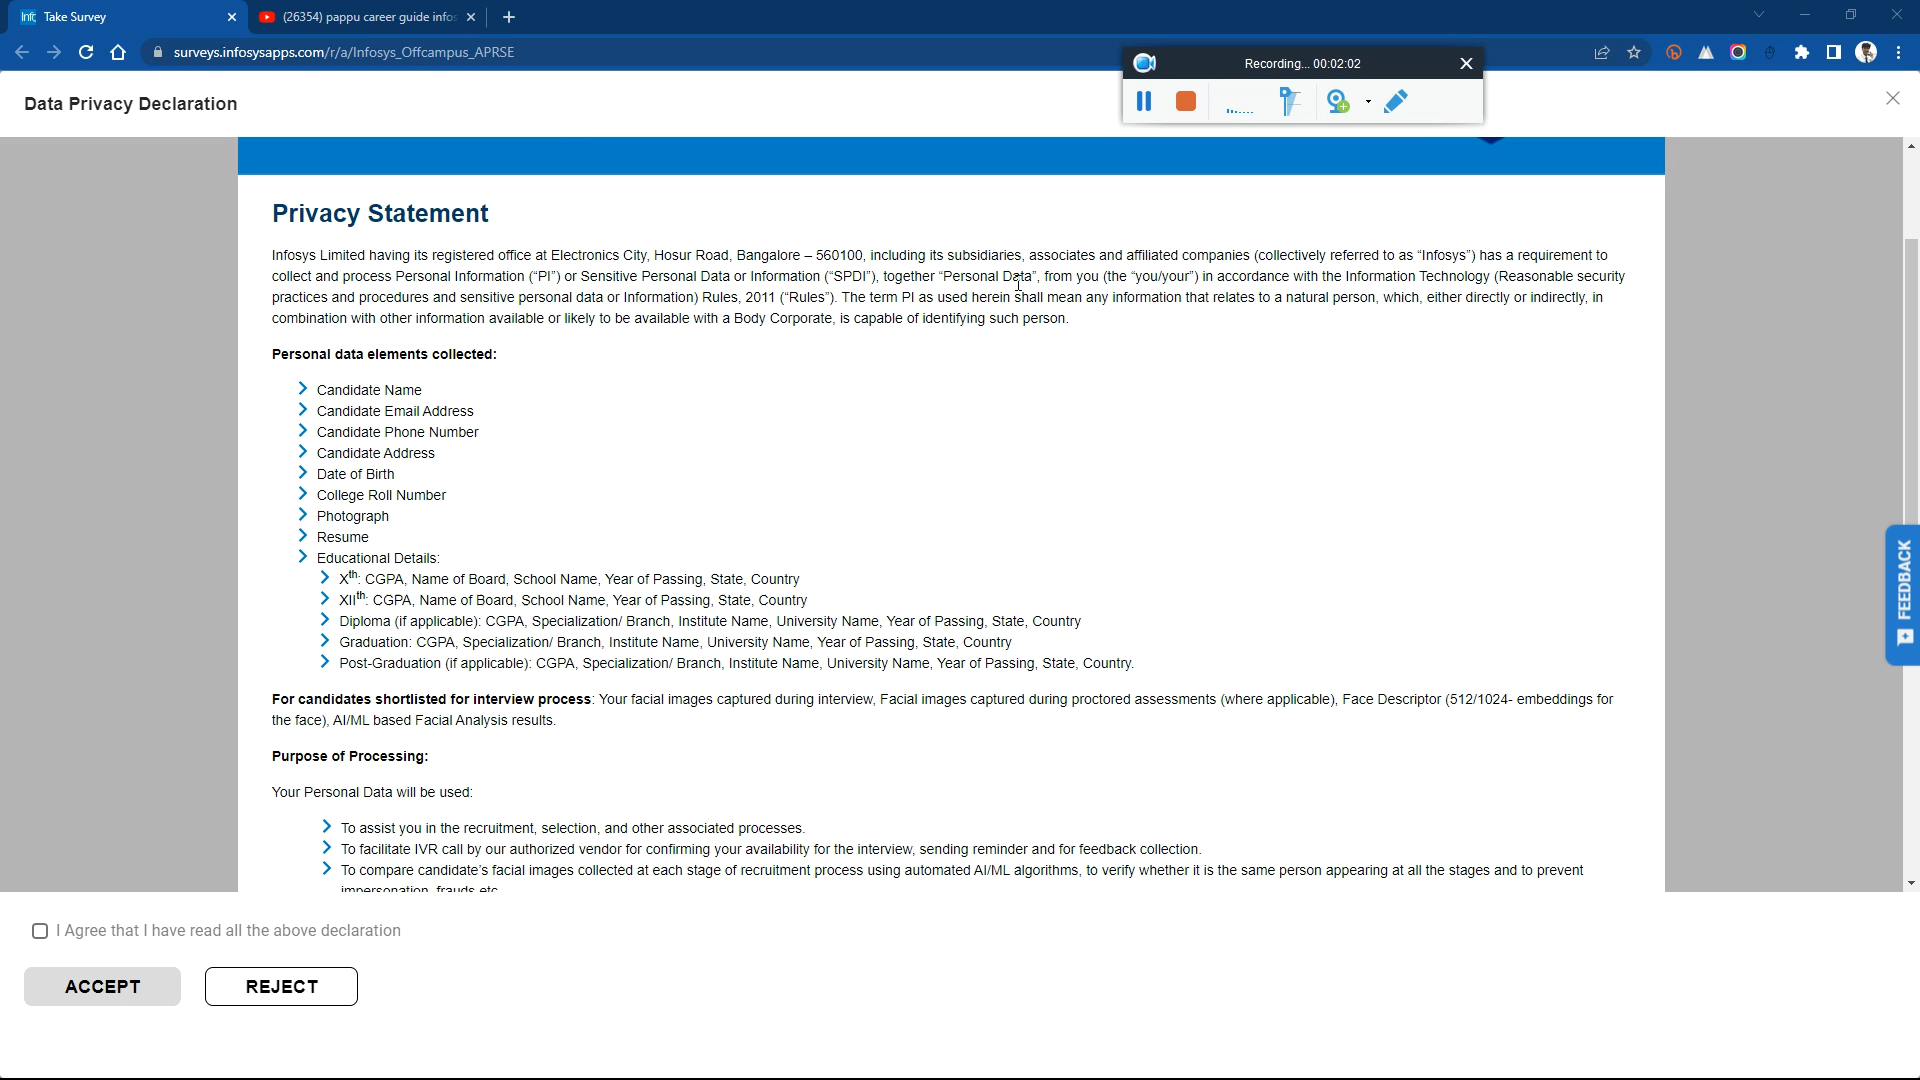 Take Survey
(26354) pappu career guide infos
surveys.infosysapps.com/r/a/Infosys_Offcampus_APRSE
Recording... 00:02:02
Data Privacy Declaration
Privacy Statement
Infosys Limited having its registered office at Electronics City, Hosur Road, Bangalore – 560100, including its subsidiaries, associates and affiliated companies (collectively referred to as “Infosys”) has a requirement to
collect and process Personal Information (“PI”) or Sensitive Personal Data or Information (“SPDI”), together “Personal Data”, from you (the “you/your”) in accordance with the Information Technology (Reasonable security
practices and procedures and sensitive personal data or Information) Rules, 2011 (“Rules”). The term PI as used herein shall mean any information that relates to a natural person, which, either directly or indirectly, in
combination with other information available or likely to be available with a Body Corporate, is capable of identifying such person.
Personal data elements collected:
Candidate Name
Candidate Email Address
Candidate Phone Number
Candidate Address
Date of Birth
College Roll Number
Photograph
Resume
Educational Details:
Xth: CGPA, Name of Board, School Name, Year of Passing, State, Country
XIIth: CGPA, Name of Board, School Name, Year of Passing, State, Country
Diploma (if applicable): CGPA, Specialization/ Branch, Institute Name, University Name, Year of Passing, State, Country
Graduation: CGPA, Specialization/ Branch, Institute Name, University Name, Year of Passing, State, Country
Post-Graduation (if applicable): CGPA, Specialization/ Branch, Institute Name, University Name, Year of Passing, State, Country.
For candidates shortlisted for interview process: Your facial images captured during interview, Facial images captured during proctored assessments (where applicable), Face Descriptor (512/1024- embeddings for
the face), AI/ML based Facial Analysis results.
Purpose of Processing:
Your Personal Data will be used:
To assist you in the recruitment, selection, and other associated processes.
To facilitate IVR call by our authorized vendor for confirming your availability for the interview, sending reminder and for feedback collection.
To compare candidate’s facial images collected at each stage of recruitment process using automated AI/ML algorithms, to verify whether it is the same person appearing at all the stages and to prevent
impersonation, frauds etc.
FEEDBACK
I Agree that I have read all the above declaration
ACCEPT
REJECT